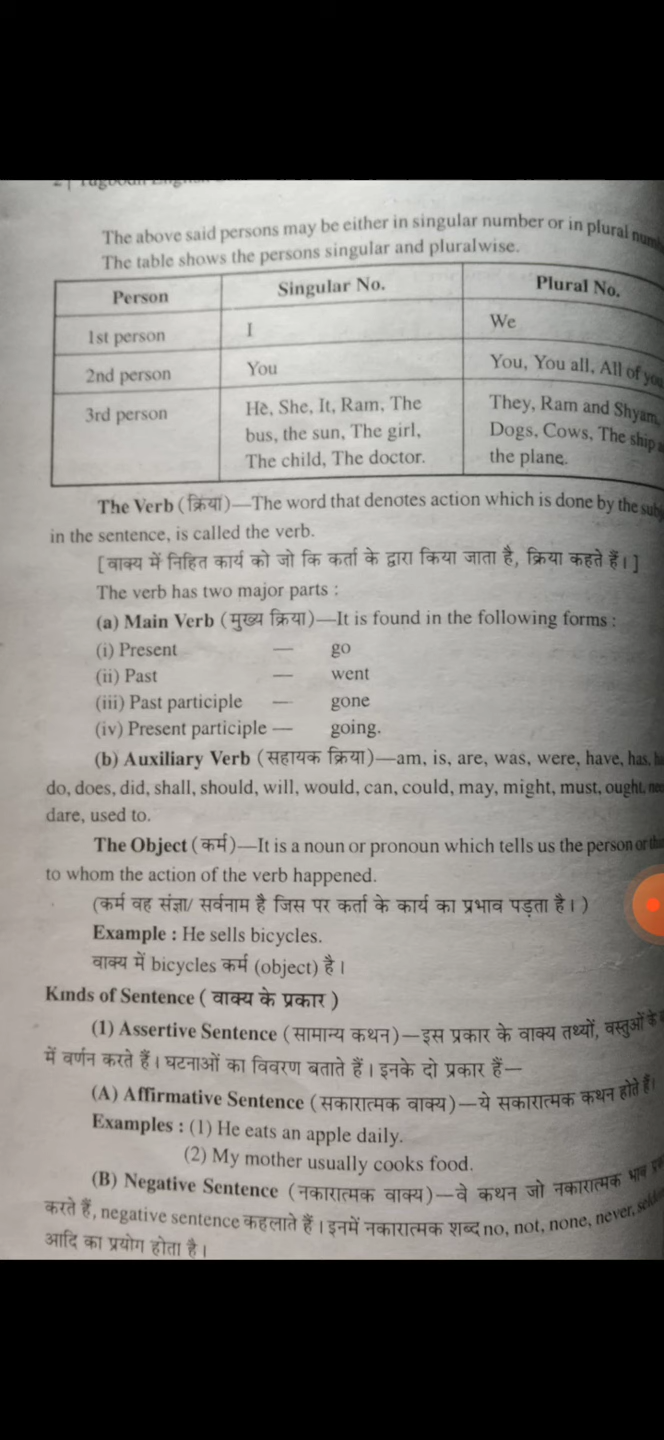 The above said persons may be either in singular number or in plural
The table shows the persons singular and pluralwise.
Person Singular No. Plural No.
1st person I We
2nd person You You, You all, All of you
3rd person He, She, It, Ram, The They, Ram and Shyam,
bus, the sun, The girl, Dogs, Cows, The ship
The child, The doctor. the plane.
The Verb (क्रिया)—The word that denotes action which is done by the
in the sentence, is called the verb.
[वाक्य में निहित कार्य को जो कि कर्ता के द्वारा किया जाता है, क्रिया कहते हैं।]
The verb has two major parts :
(a) Main Verb (मुख्य क्रिया)—It is found in the following forms :
(i) Present — go
(ii) Past — went
(iii) Past participle — gone
(iv) Present participle — going.
(b) Auxiliary Verb (सहायक क्रिया)—am, is, are, was, were, have, has,
do, does, did, shall, should, will, would, can, could, may, might, must, ought,
dare, used to.
The Object (कर्म)—It is a noun or pronoun which tells us the person or
to whom the action of the verb happened.
(कर्म वह संज्ञा/ सर्वनाम है जिस पर कर्ता के कार्य का प्रभाव पड़ता है। )
Example : He sells bicycles.
वाक्य में bicycles कर्म (object) है।
Kinds of Sentence ( वाक्य के प्रकार )
(1) Assertive Sentence (सामान्य कथन)—इस प्रकार के वाक्य तथ्यों, वस्तुओं के
में वर्णन करते हैं। घटनाओं का विवरण बताते हैं। इनके दो प्रकार हैं—
(A) Affirmative Sentence (सकारात्मक वाक्य)—ये सकारात्मक कथन होते हैं।
Examples : (1) He eats an apple daily.
(2) My mother usually cooks food.
(B) Negative Sentence (नकारात्मक वाक्य)—वे कथन जो नकारात्मक भाव
करते हैं, negative sentence कहलाते हैं। इनमें नकारात्मक शब्द no, not, none, never,
आदि का प्रयोग होता है।